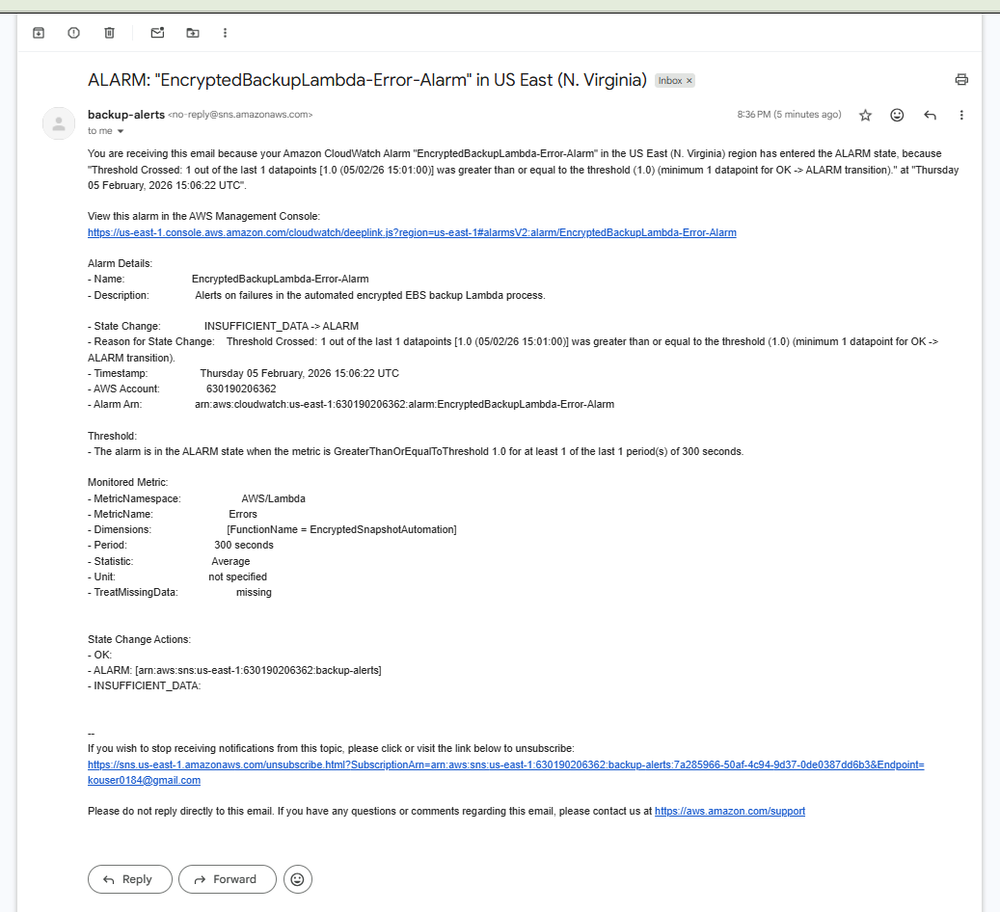 ALARM: "EncryptedBackupLambda-Error-Alarm" in US East (N. Virginia) Inbox ×
backup-alerts <no-reply@sns.amazonaws.com> 8:36 PM (5 minutes ago)
to me
You are receiving this email because your Amazon CloudWatch Alarm "EncryptedBackupLambda-Error-Alarm" in the US East (N. Virginia) region has entered the ALARM state, because
"Threshold Crossed: 1 out of the last 1 datapoints [1.0 (05/02/26 15:01:00)] was greater than or equal to the threshold (1.0) (minimum 1 datapoint for OK -> ALARM transition)." at "Thursday
05 February, 2026 15:06:22 UTC".
View this alarm in the AWS Management Console:
https://us-east-1.console.aws.amazon.com/cloudwatch/deeplink.js?region=us-east-1#alarmsV2:alarm/EncryptedBackupLambda-Error-Alarm
Alarm Details:
- Name: EncryptedBackupLambda-Error-Alarm
- Description: Alerts on failures in the automated encrypted EBS backup Lambda process.
- State Change: INSUFFICIENT_DATA -> ALARM
- Reason for State Change: Threshold Crossed: 1 out of the last 1 datapoints [1.0 (05/02/26 15:01:00)] was greater than or equal to the threshold (1.0) (minimum 1 datapoint for OK ->
ALARM transition).
- Timestamp: Thursday 05 February, 2026 15:06:22 UTC
- AWS Account: 630190206362
- Alarm Arn: arn:aws:cloudwatch:us-east-1:630190206362:alarm:EncryptedBackupLambda-Error-Alarm
Threshold:
- The alarm is in the ALARM state when the metric is GreaterThanOrEqualToThreshold 1.0 for at least 1 of the last 1 period(s) of 300 seconds.
Monitored Metric:
- MetricNamespace: AWS/Lambda
- MetricName: Errors
- Dimensions: [FunctionName = EncryptedSnapshotAutomation]
- Period: 300 seconds
- Statistic: Average
- Unit: not specified
- TreatMissingData: missing
State Change Actions:
- OK:
- ALARM: [arn:aws:sns:us-east-1:630190206362:backup-alerts]
- INSUFFICIENT_DATA:
--
If you wish to stop receiving notifications from this topic, please click or visit the link below to unsubscribe:
https://sns.us-east-1.amazonaws.com/unsubscribe.html?SubscriptionArn=arn:aws:sns:us-east-1:630190206362:backup-alerts:7a285966-50af-4c94-9d37-0de0387dd6b3&Endpoint=
kouser0184@gmail.com
Please do not reply directly to this email. If you have any questions or comments regarding this email, please contact us at https://aws.amazon.com/support
Reply Forward